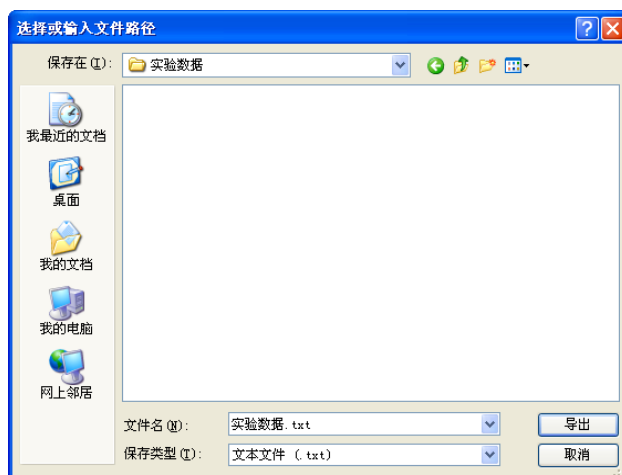 选择或输入文件路径
保存在(I):
实验数据
我最近的文档
桌面
我的文档
我的电脑
网上邻居
文件名(N):
实验数据.txt
导出
保存类型(T):
文本文件 (.txt)
取消